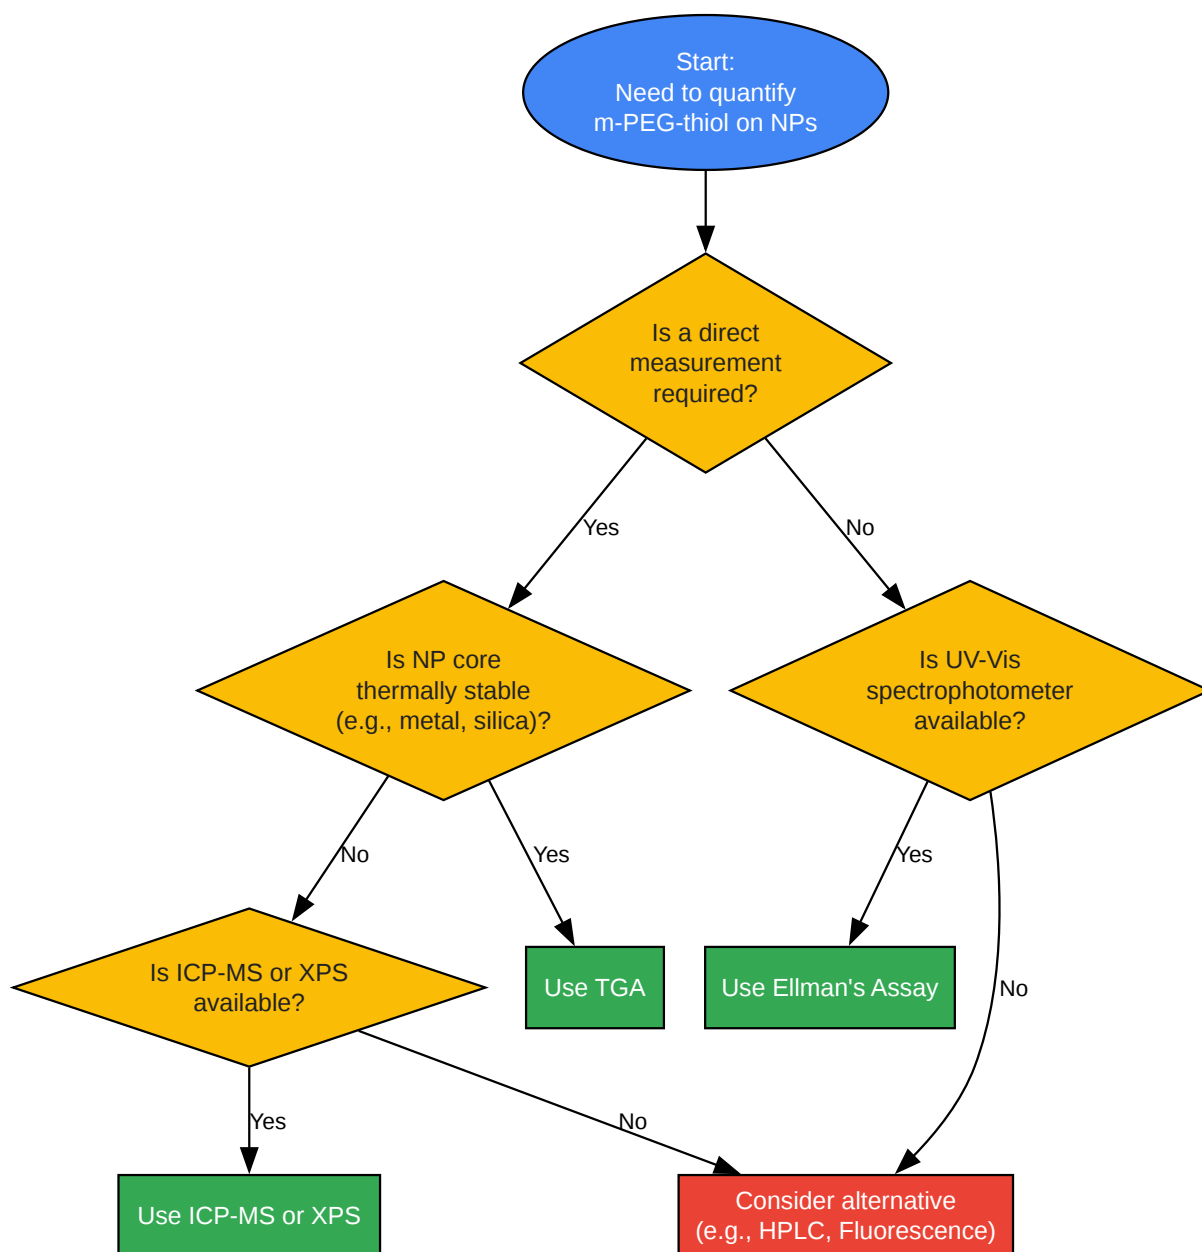 Start:
Need to quantify
m-PEG-thiol on NPs
Is a direct
measurement
required?
Yes
No
Is NP core
thermally stable
(e.g., metal, silica)?
Is UV-Vis
spectrophotometer
available?
No
Yes
Yes
Is ICP-MS or XPS
available?
Use TGA
Use Ellman's Assay
No
Yes
No
Use ICP-MS or XPS
Consider alternative
(e.g., HPLC, Fluorescence)